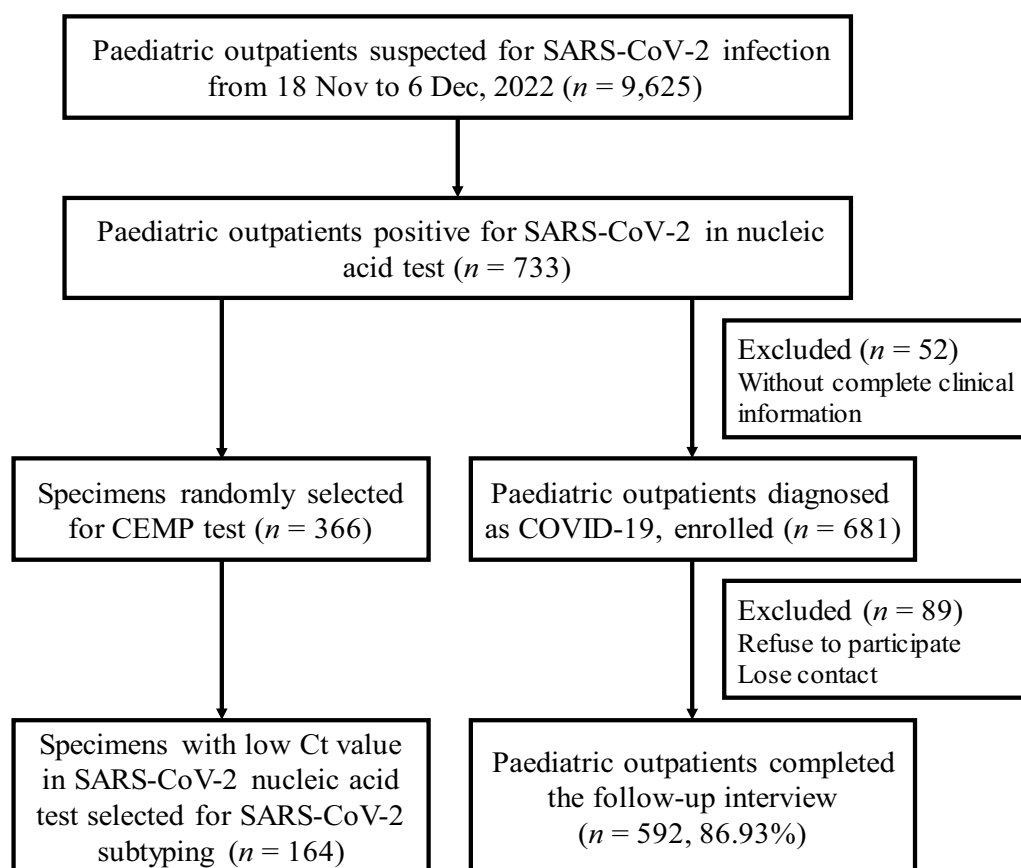 Paediatric outpatients suspected for SARS-CoV-2 infection
from 18 Nov to 6 Dec, 2022 (n = 9,625)
Paediatric outpatients positive for SARS-CoV-2 in nucleic
acid test (n = 733)
Excluded (n = 52)
Without complete clinical
information
Specimens randomly selected
for CEMP test (n = 366)
Paediatric outpatients diagnosed
as COVID-19, enrolled (n = 681)
Excluded (n = 89)
Refuse to participate
Lose contact
Specimens with low Ct value
in SARS-CoV-2 nucleic acid
test selected for SARS-CoV-2
subtyping (n = 164)
Paediatric outpatients completed
the follow-up interview
(n = 592, 86.93%)